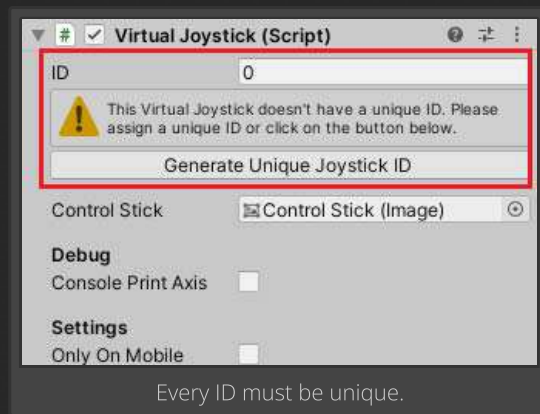 Virtual Joystick (Script)
ID 0
This Virtual Joystick doesn't have a unique ID. Please
assign a unique ID or click on the button below.
Generate Unique Joystick ID
Control Stick Control Stick (Image)
Debug
Console Print Axis
Settings
Only On Mobile
Every ID must be unique.